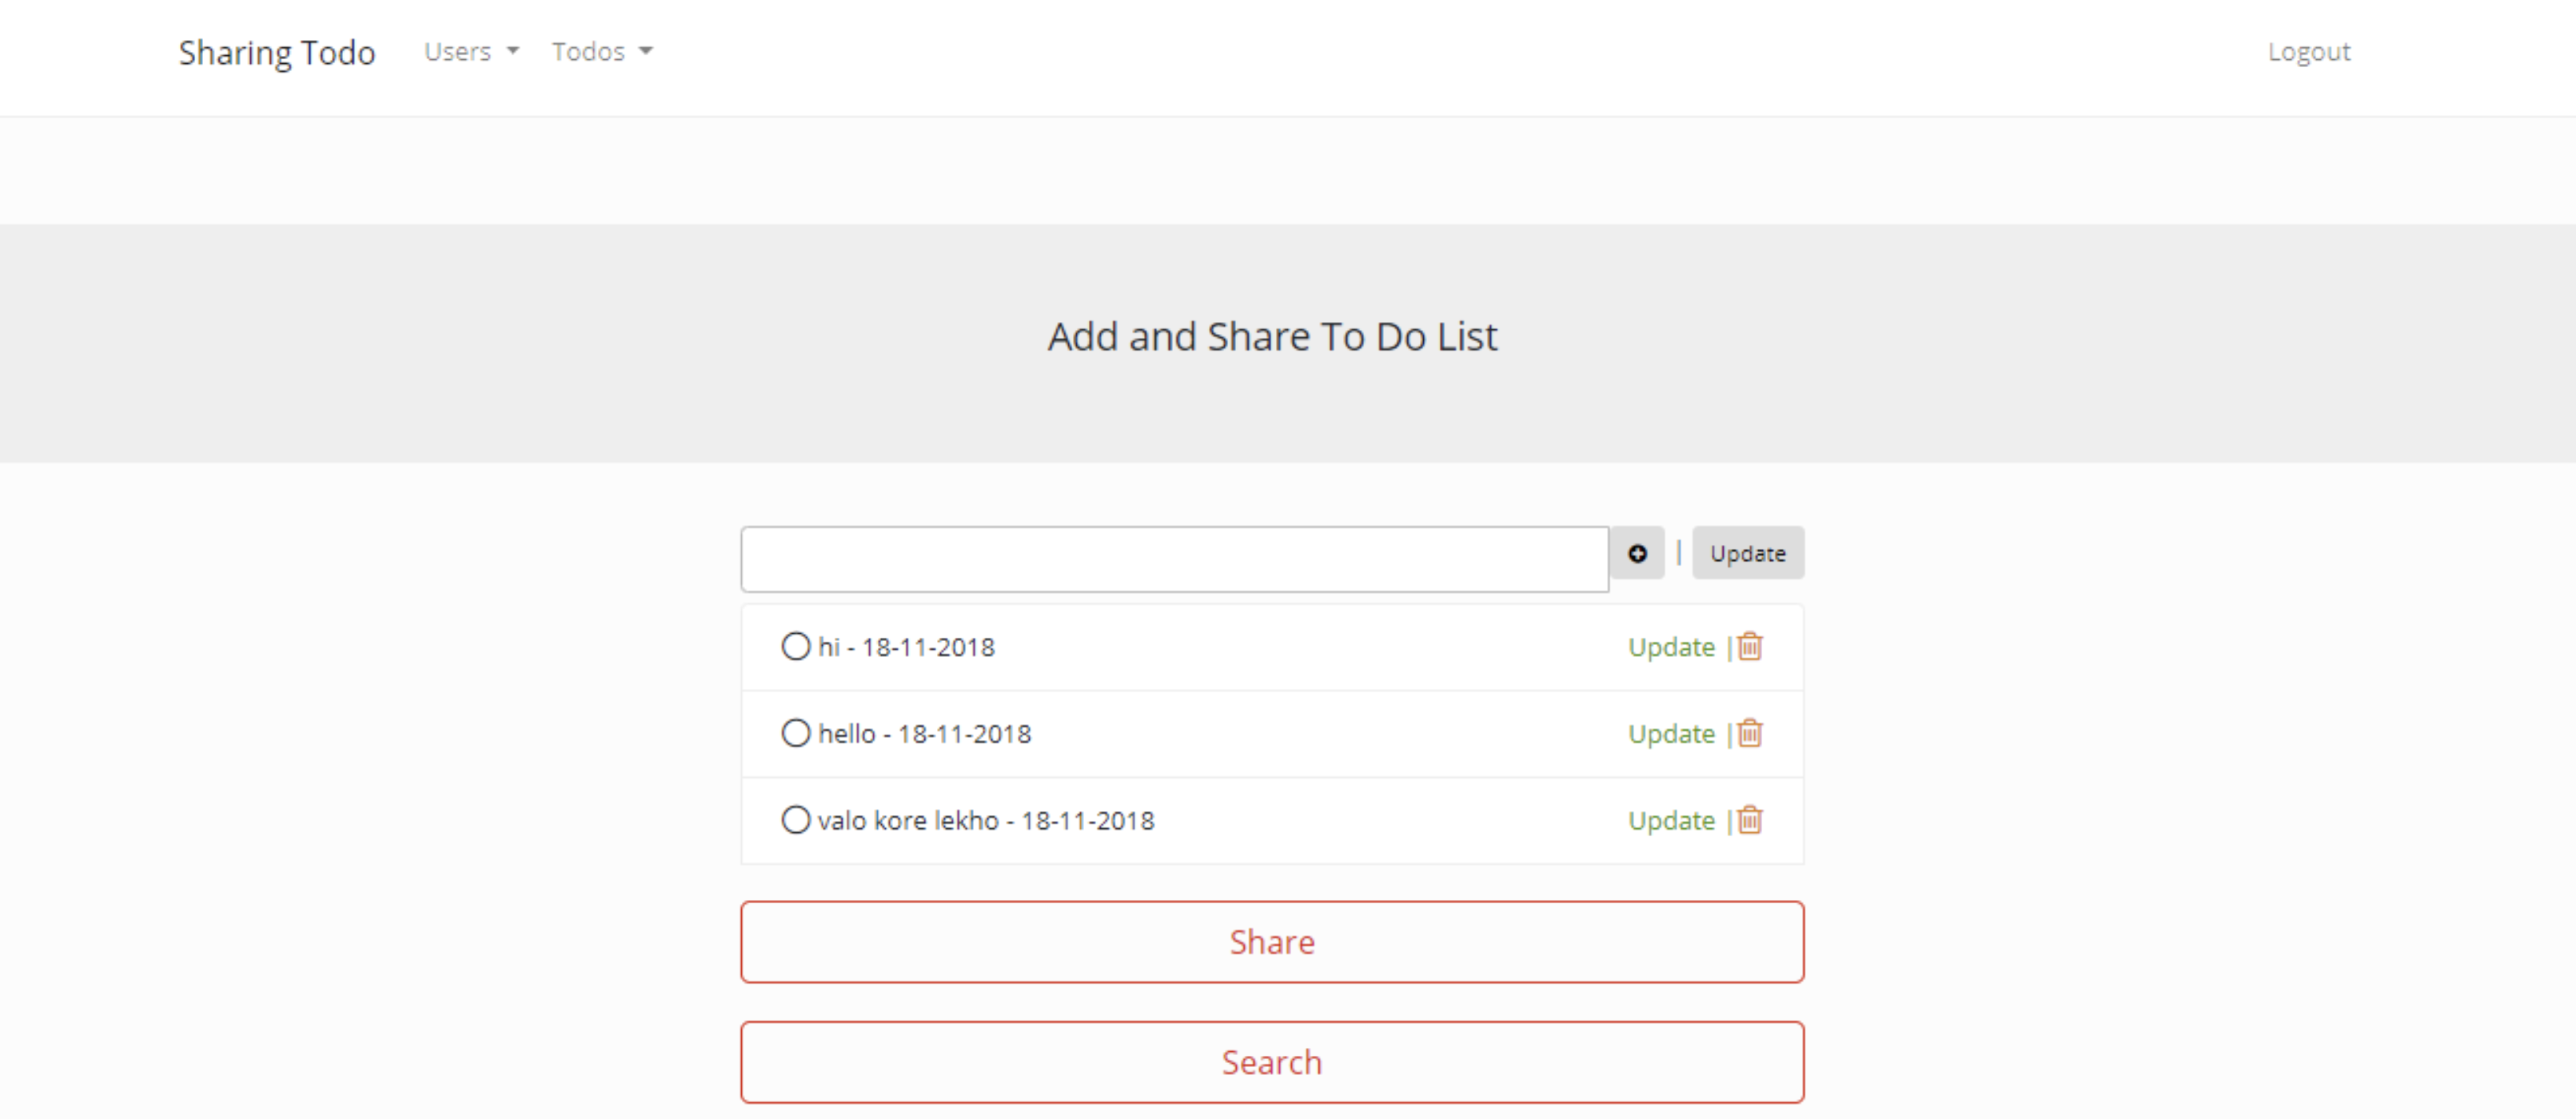 Sharing Todo Users Todos Logout
Add and Share To Do List
| Update
hi - 18-11-2018 Update |
hello - 18-11-2018 Update |
valo kore lekho - 18-11-2018 Update |
Share
Search